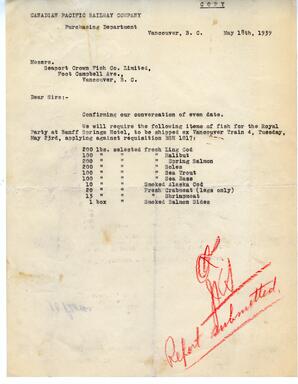 COPY
CANADIAN PACIFIC RAILWAY COMPANY
Purchasing Department
Vancouver, B. C. May 18th, 1939
Messrs.
Seaport Crown Fish Co. Limited,
Foot Campbell Ave.,
Vancouver, B. C.
Dear Sirs:-
Confirming our conversation of even date.
We will require the following items of fish for the Royal
Party at Banff Springs Hotel, to be shipped ex Vancouver Train 4, Tuesday,
May 23rd, applying against requisition 1017:
200 lbs. selected fresh Ling Cod
100 " " " Halibut
200 " " " Spring Salmon
200 " " " Soles
100 " " " Sea Trout
100 " " " Sea Bass
10 " Smoked Alaska Cod
20 " Fresh Crabmeat (legs only)
15 " " Shrimpmeat
1 box " Smoked Salmon Sides
Report submitted.